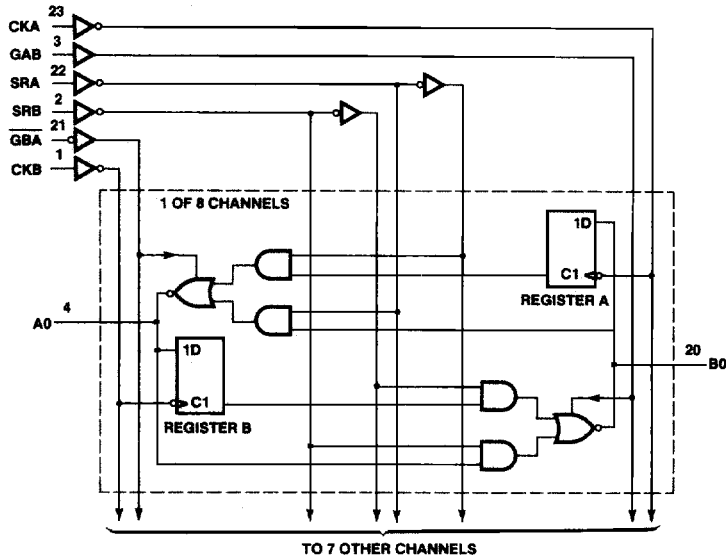 CKA 23
GAB 3
SRA 22
SRB 2
GBA 21
CKB 1
1 OF 8 CHANNELS
1D
C1
REGISTER A
A0 4
1D
C1
REGISTER B
20 B0
TO 7 OTHER CHANNELS